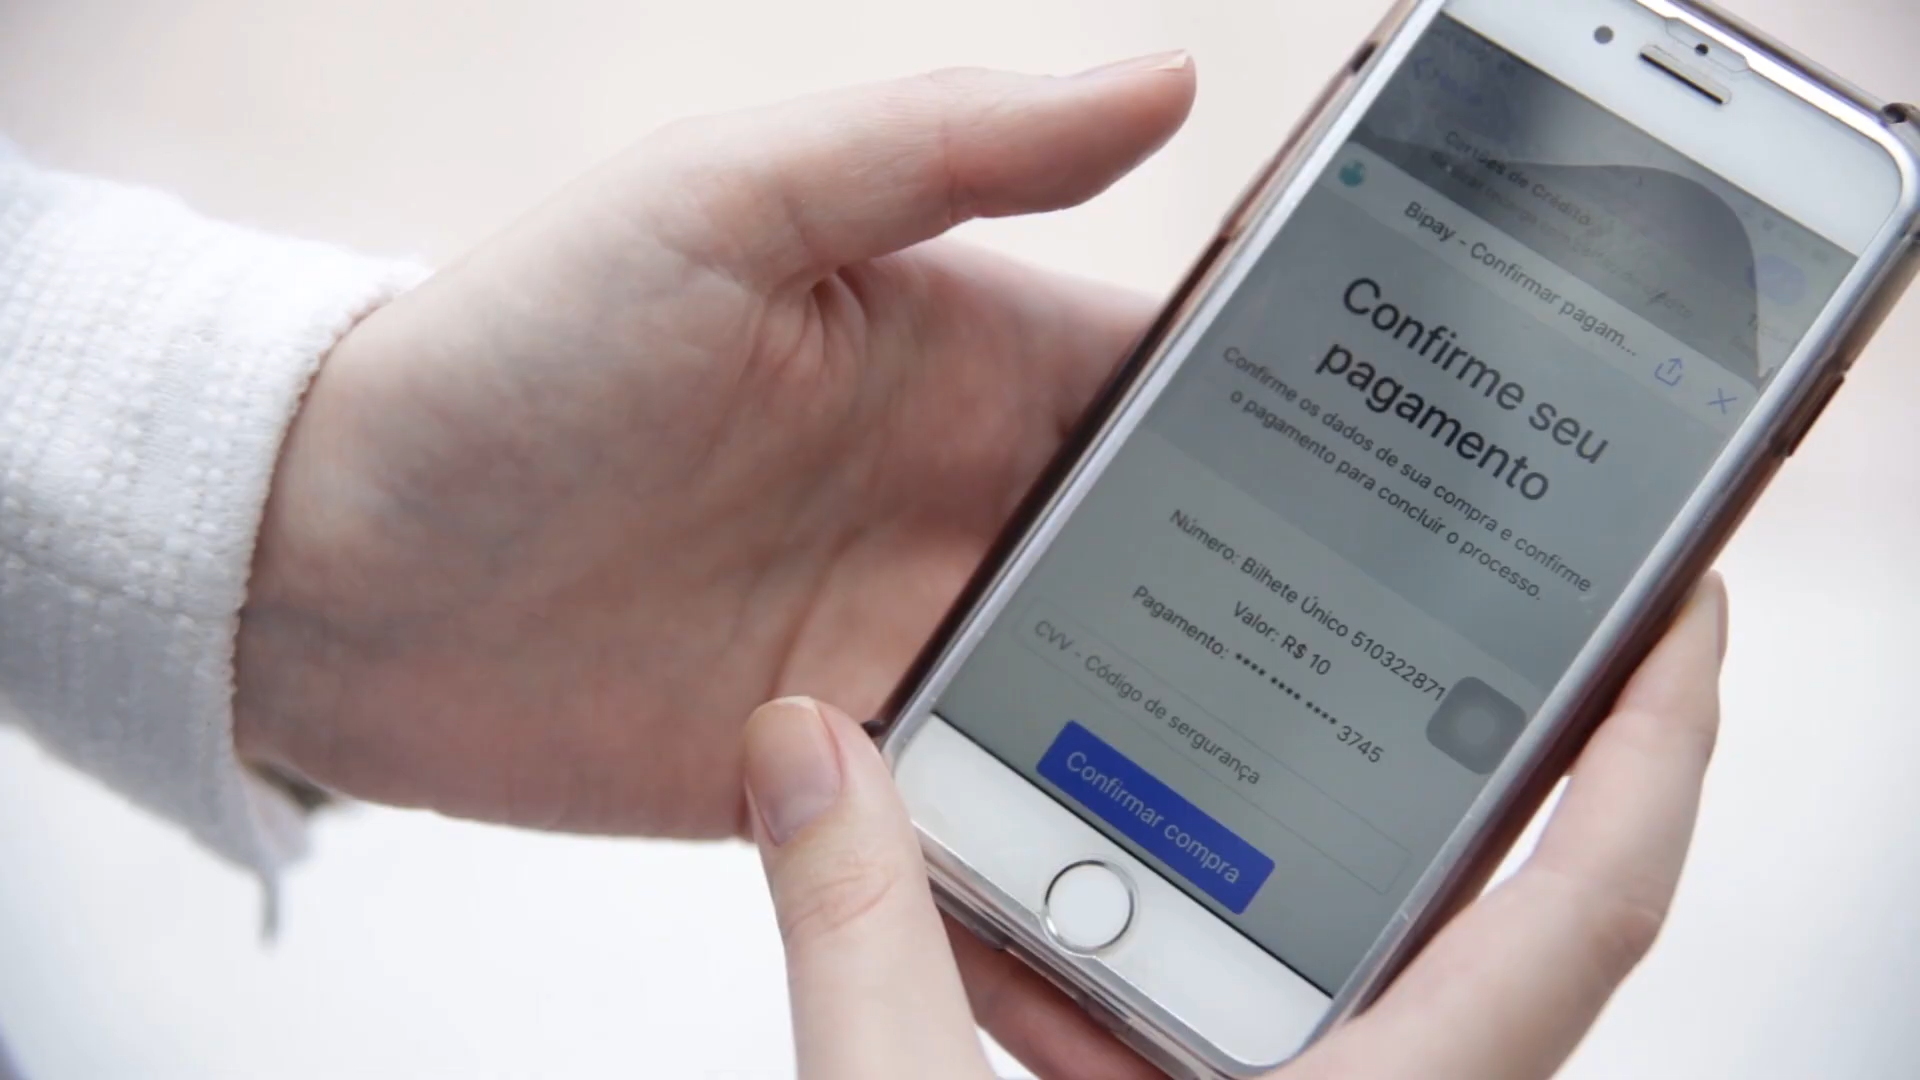 Cartões de Crédito
Bipay - Confirmar pagam...
Confirme seu
pagamento
Confirme os dados de sua compra e confirme
o pagamento para concluir o processo.
Número: Bilhete Único 510322871
Valor: R$ 10
Pagamento: •••• •••• •••• 3745
CVV - Código de sergurança
Confirmar compra